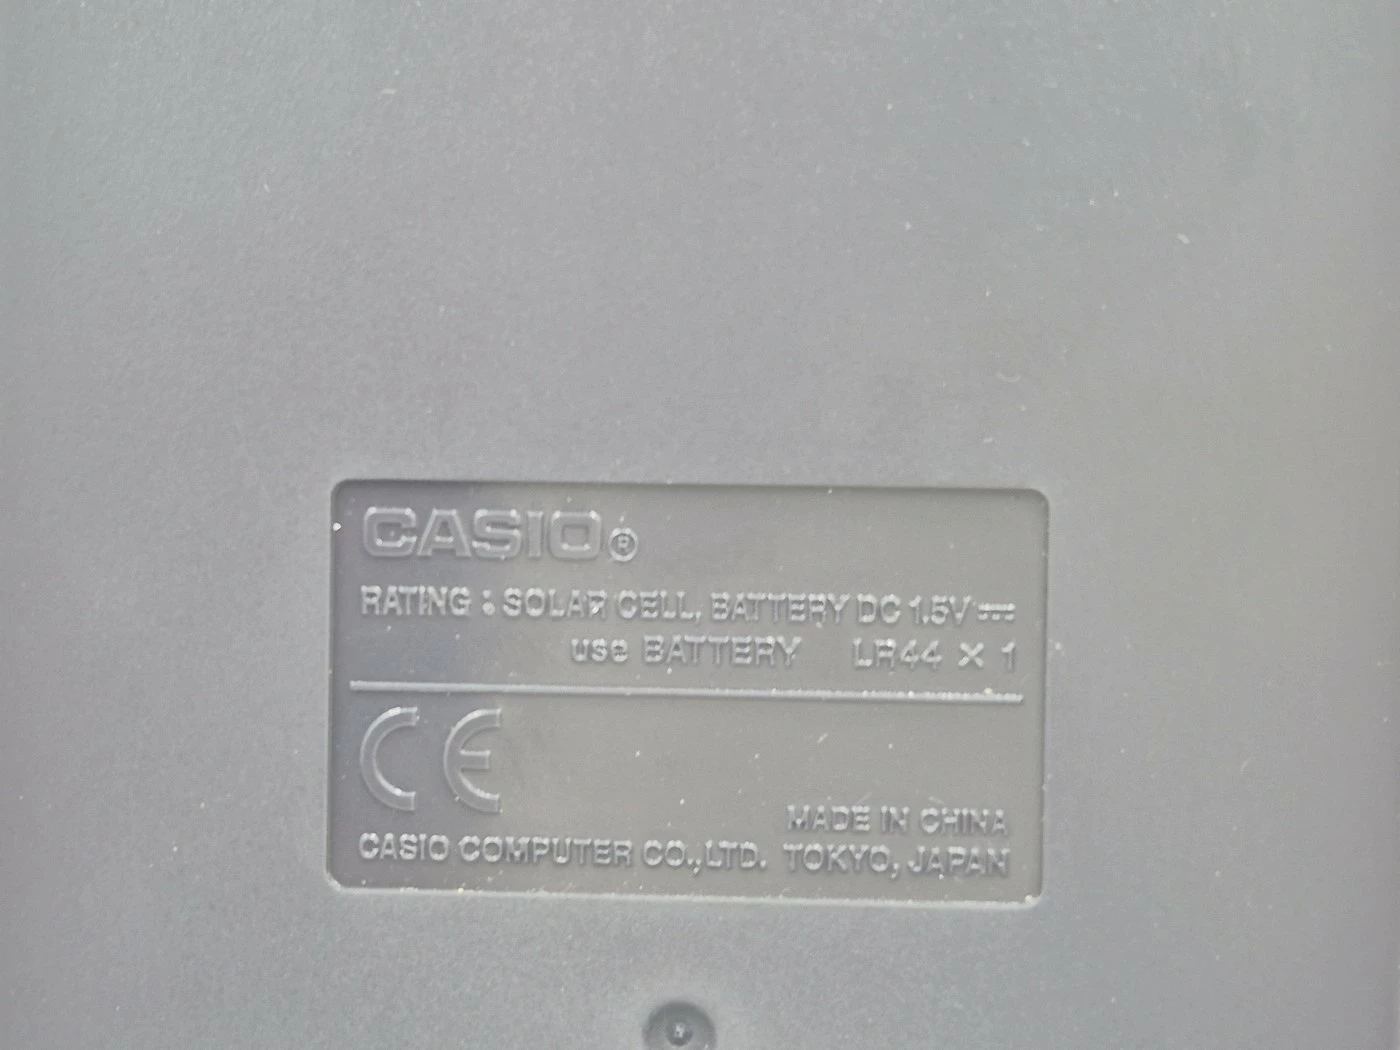 CASIO®
RATING : SOLAR CELL, BATTERY DC 1.5V ⎓
use BATTERY LR44 × 1
CE
MADE IN CHINA
CASIO COMPUTER CO.,LTD. TOKYO, JAPAN